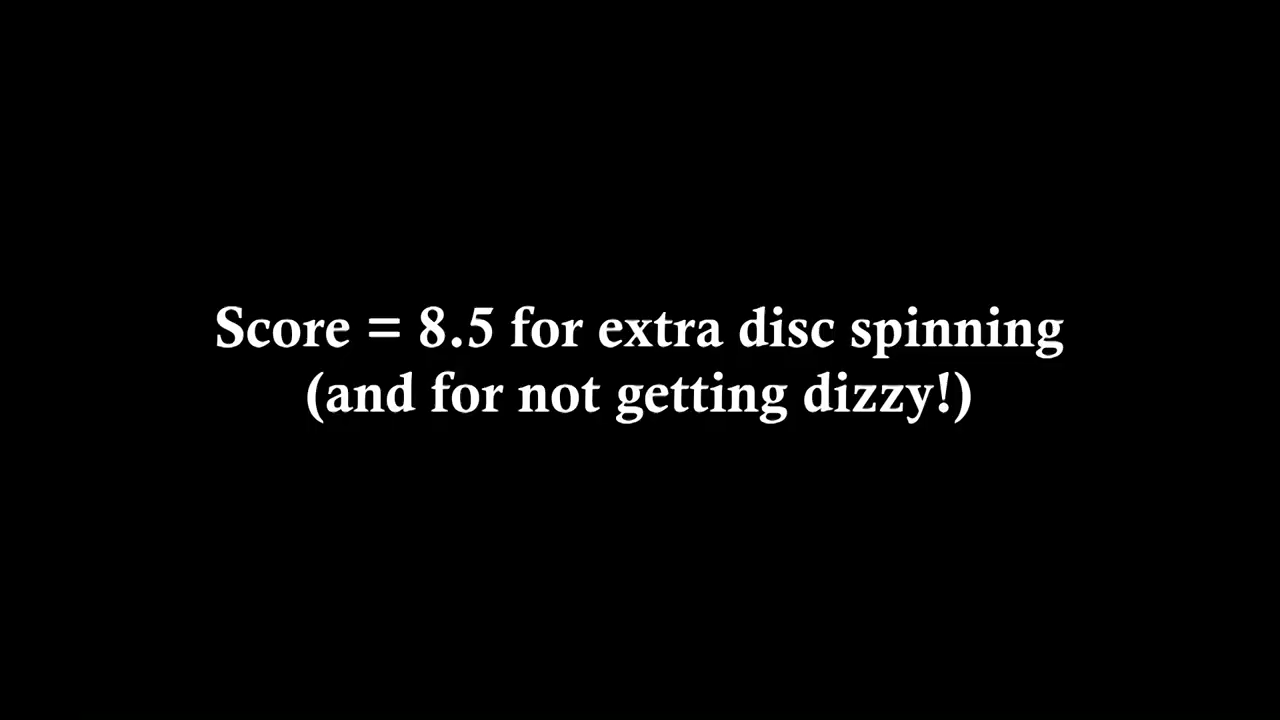 Score = 8.5 for extra disc spinning
(and for not getting dizzy!)